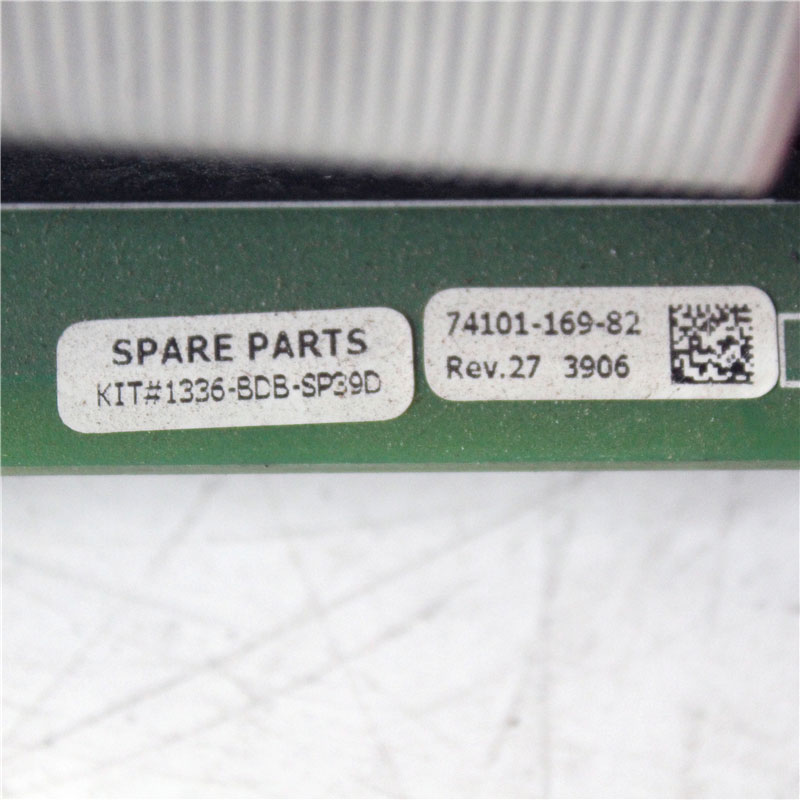 SPARE PARTS
KIT#1336-BDB-SP39D
74101-169-82
Rev.27 3906